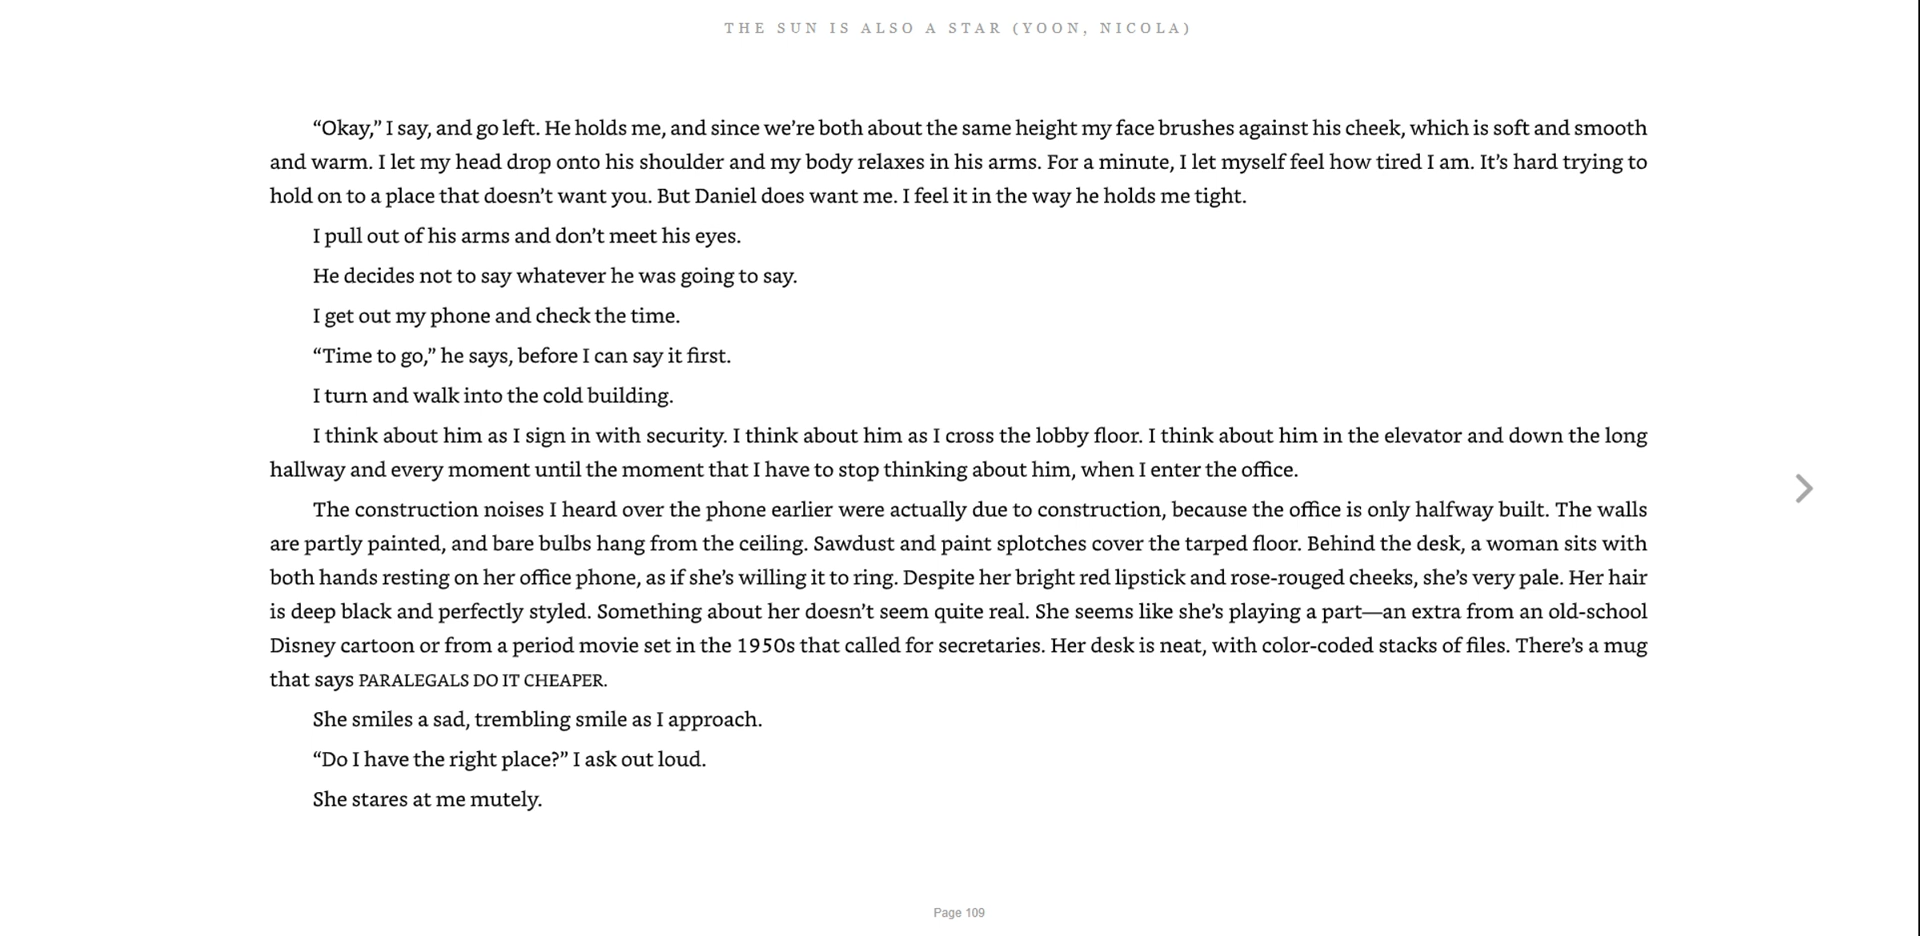 THE SUN IS ALSO A STAR (YOON, NICOLA)
“Okay,” I say, and go left. He holds me, and since we’re both about the same height my face brushes against his cheek, which is soft and smooth
and warm. I let my head drop onto his shoulder and my body relaxes in his arms. For a minute, I let myself feel how tired I am. It’s hard trying to
hold on to a place that doesn’t want you. But Daniel does want me. I feel it in the way he holds me tight.
I pull out of his arms and don’t meet his eyes.
He decides not to say whatever he was going to say.
I get out my phone and check the time.
“Time to go,” he says, before I can say it first.
I turn and walk into the cold building.
I think about him as I sign in with security. I think about him as I cross the lobby floor. I think about him in the elevator and down the long
hallway and every moment until the moment that I have to stop thinking about him, when I enter the office.
The construction noises I heard over the phone earlier were actually due to construction, because the office is only halfway built. The walls
are partly painted, and bare bulbs hang from the ceiling. Sawdust and paint splotches cover the tarped floor. Behind the desk, a woman sits with
both hands resting on her office phone, as if she’s willing it to ring. Despite her bright red lipstick and rose-rouged cheeks, she’s very pale. Her hair
is deep black and perfectly styled. Something about her doesn’t seem quite real. She seems like she’s playing a part—an extra from an old-school
Disney cartoon or from a period movie set in the 1950s that called for secretaries. Her desk is neat, with color-coded stacks of files. There’s a mug
that says PARALEGALS DO IT CHEAPER.
She smiles a sad, trembling smile as I approach.
“Do I have the right place?” I ask out loud.
She stares at me mutely.
Page 109